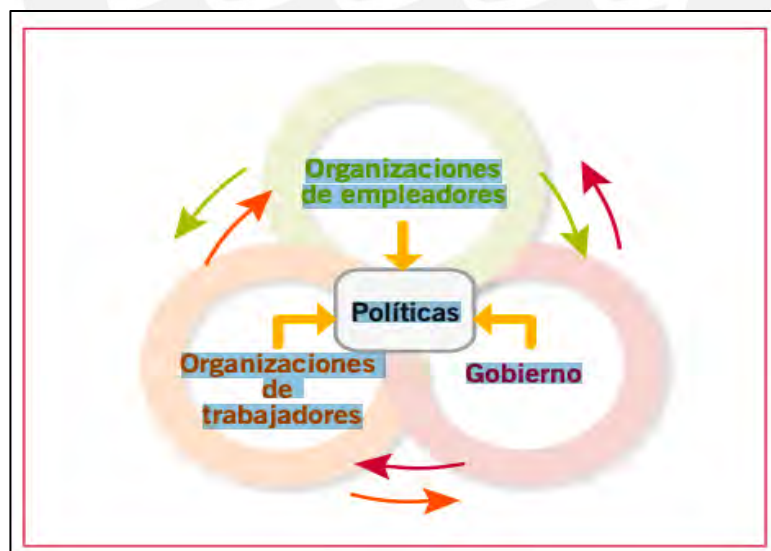 Organizaciones
de empleadores
Políticas
Organizaciones
de
trabajadores
Gobierno